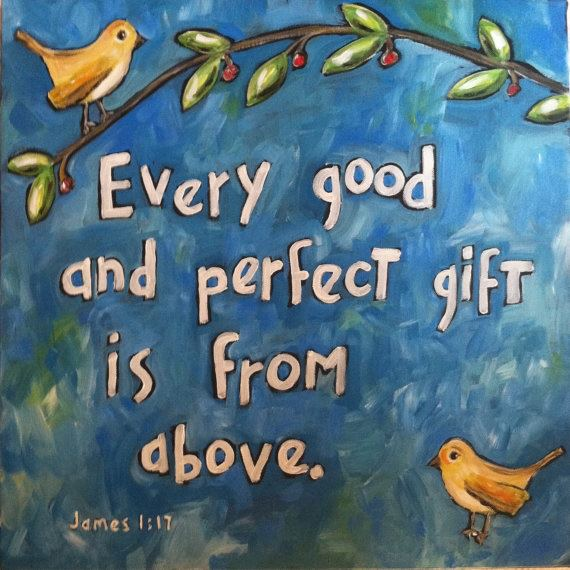 Every good
and perfect gift
is from
above.
James 1:17